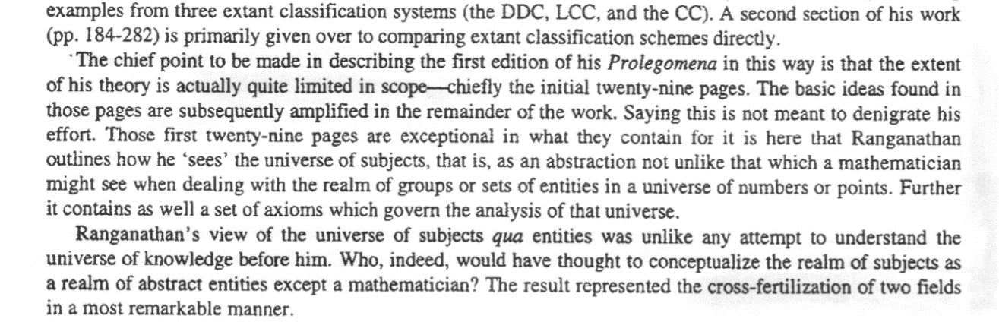 examples from three extant classification systems (the DDC, LCC, and the CC). A second section of his work
(pp. 184-282) is primarily given over to comparing extant classification schemes directly.
The chief point to be made in describing the first edition of his Prolegomena in this way is that the extent
of his theory is actually quite limited in scope—chiefly the initial twenty-nine pages. The basic ideas found in
those pages are subsequently amplified in the remainder of the work. Saying this is not meant to denigrate his
effort. Those first twenty-nine pages are exceptional in what they contain for it is here that Ranganathan
outlines how he ‘sees’ the universe of subjects, that is, as an abstraction not unlike that which a mathematician
might see when dealing with the realm of groups or sets of entities in a universe of numbers or points. Further
it contains as well a set of axioms which govern the analysis of that universe.
Ranganathan’s view of the universe of subjects qua entities was unlike any attempt to understand the
universe of knowledge before him. Who, indeed, would have thought to conceptualize the realm of subjects as
a realm of abstract entities except a mathematician? The result represented the cross-fertilization of two fields
in a most remarkable manner.